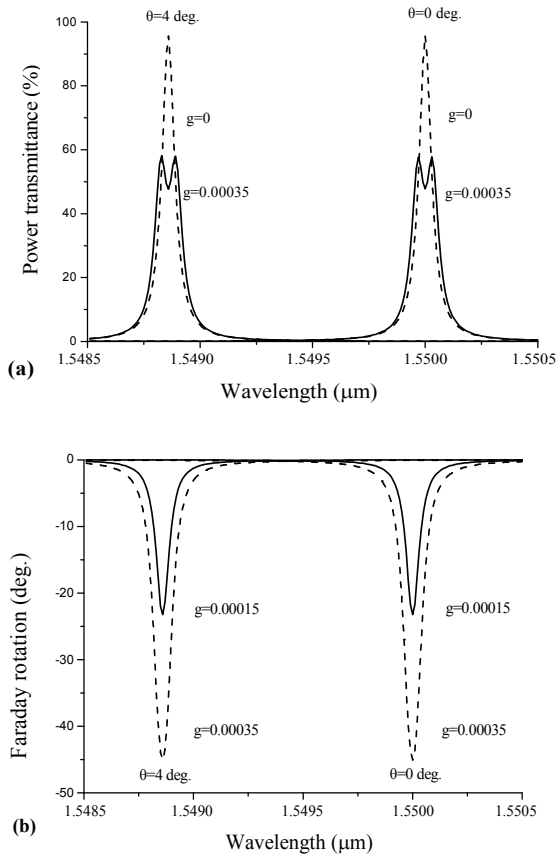 θ=4 deg.
θ=0 deg.
100
80
60
40
20
0
Power transmittance (%)
g=0
g=0
g=0.00035
g=0.00035
1.5485
1.5490
1.5495
1.5500
1.5505
(a)
Wavelength (μm)
0
-10
-20
-30
-40
-50
Faraday rotation (deg.)
g=0.00015
g=0.00015
g=0.00035
g=0.00035
θ=4 deg.
θ=0 deg.
1.5485
1.5490
1.5495
1.5500
1.5505
(b)
Wavelength (μm)